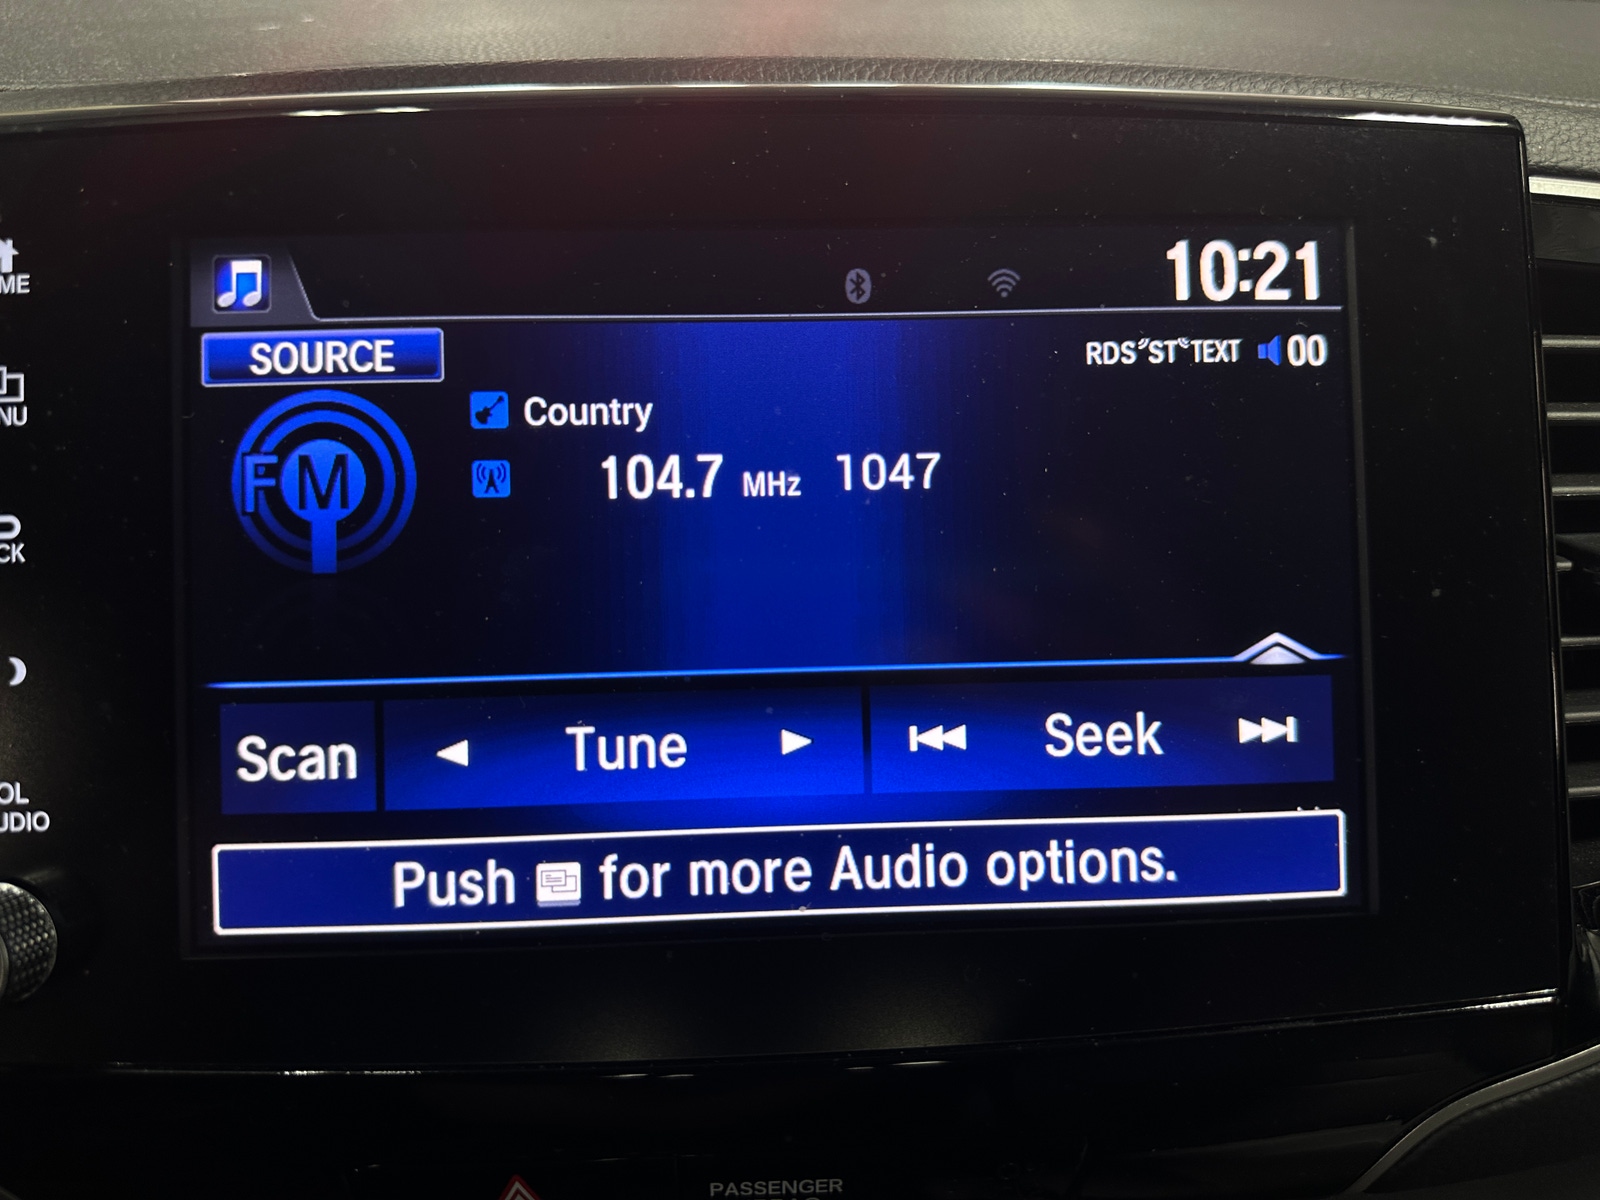 10:21
SOURCE
RDS ST TEXT 00
Country
FM
104.7 MHz 1047
Scan Tune Seek
Push for more Audio options.
PASSENGER